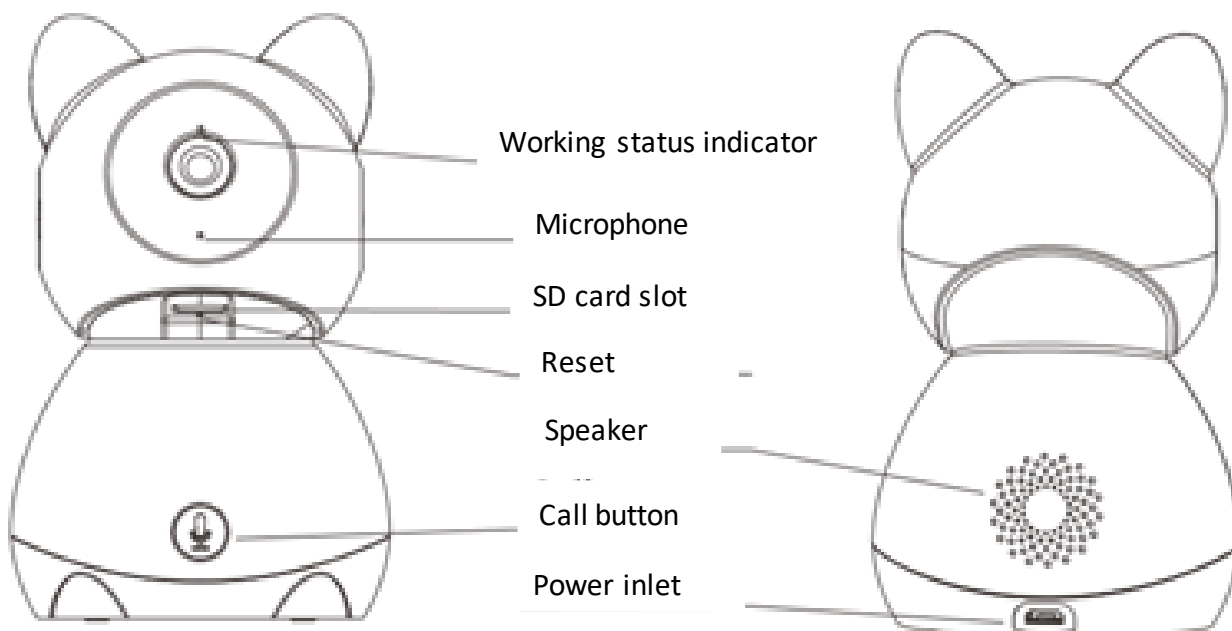 Working status indicator
Microphone
SD card slot
Reset
Speaker
Call button
Power inlet